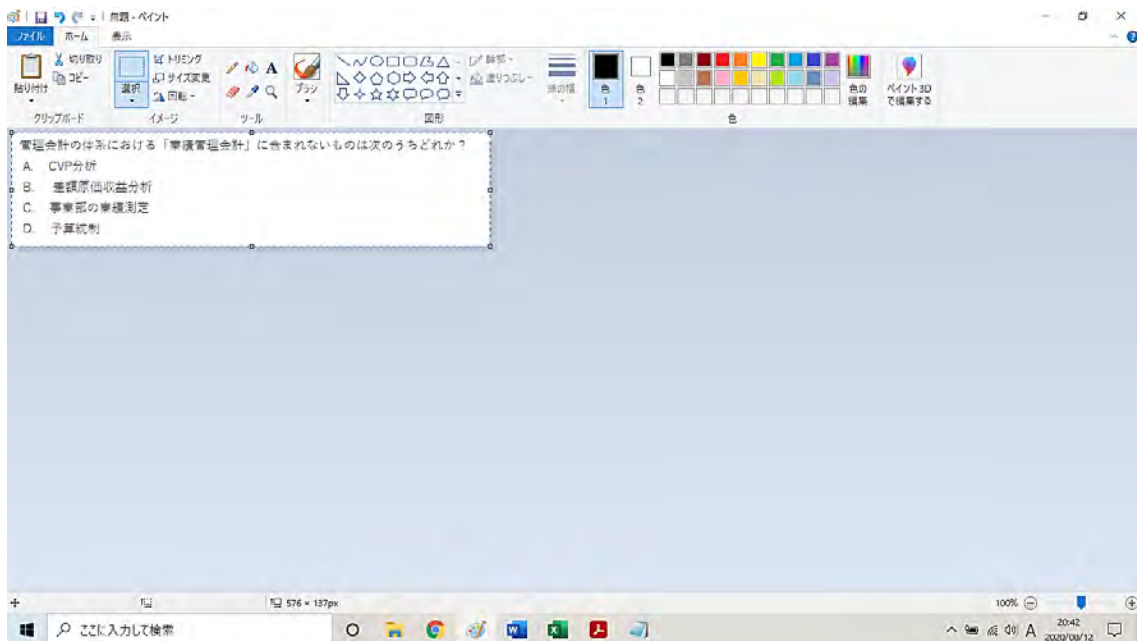 無題 - ペイント
ファイル ホーム 表示
貼り付け
切り取り
コピー
クリップボード
選択
トリミング
サイズ変更
回転
イメージ
A
ツール
ブラシ
輪郭
塗りつぶし
図形
線の幅
色 1
色 2
色
色の編集
ペイント 3D で編集する
管理会計の体系における「業績管理会計」に含まれないものは次のうちどれか？
A. CVP分析
B. 差額原価収益分析
C. 事業部の業績測定
D. 予算統制
576 × 137px
100%
ここに入力して検索
A
20:42
2020/08/12